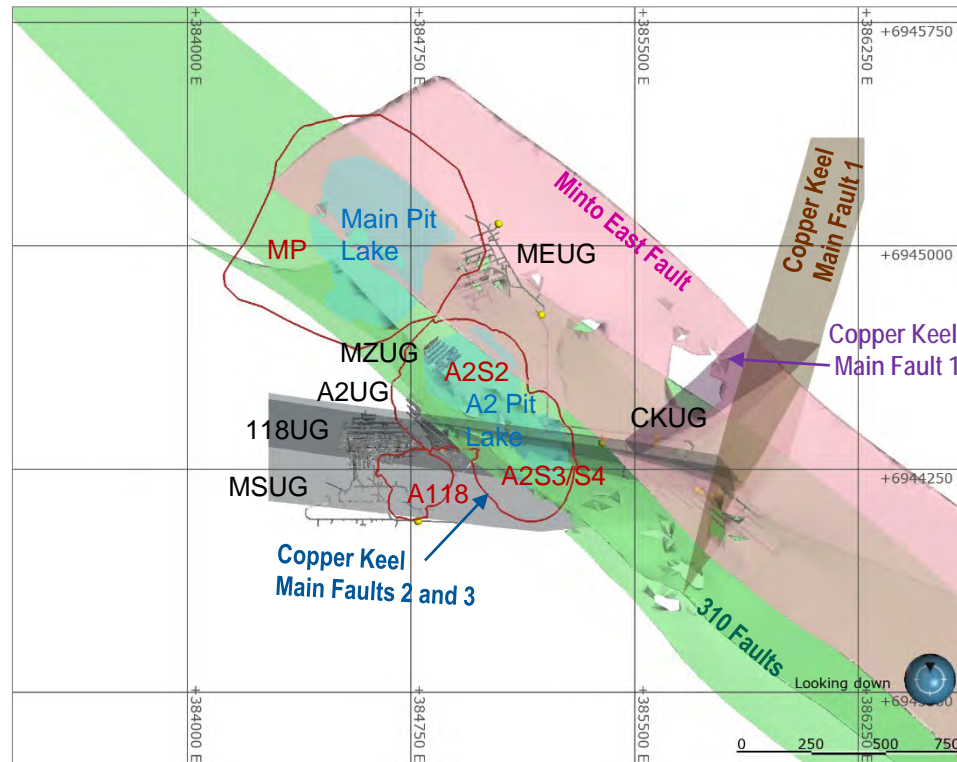 +384000 E
+384750 E
+385500 E
+386250 E
+6945750
Copper Keel
Main Fault 1
Minto East Fault
Main Pit
Lake
MP
MEUG
+6945000
Copper Keel
Main Fault 1
MZUG
A2S2
A2UG
A2 Pit
Lake
118UG
CKUG
MSUG
A118
A2S3/S4
+6944250
Copper Keel
Main Faults 2 and 3
310 Faults
Looking down
+384000 E
+384750 E
+385500 E
+386250 E
0 250 500 750